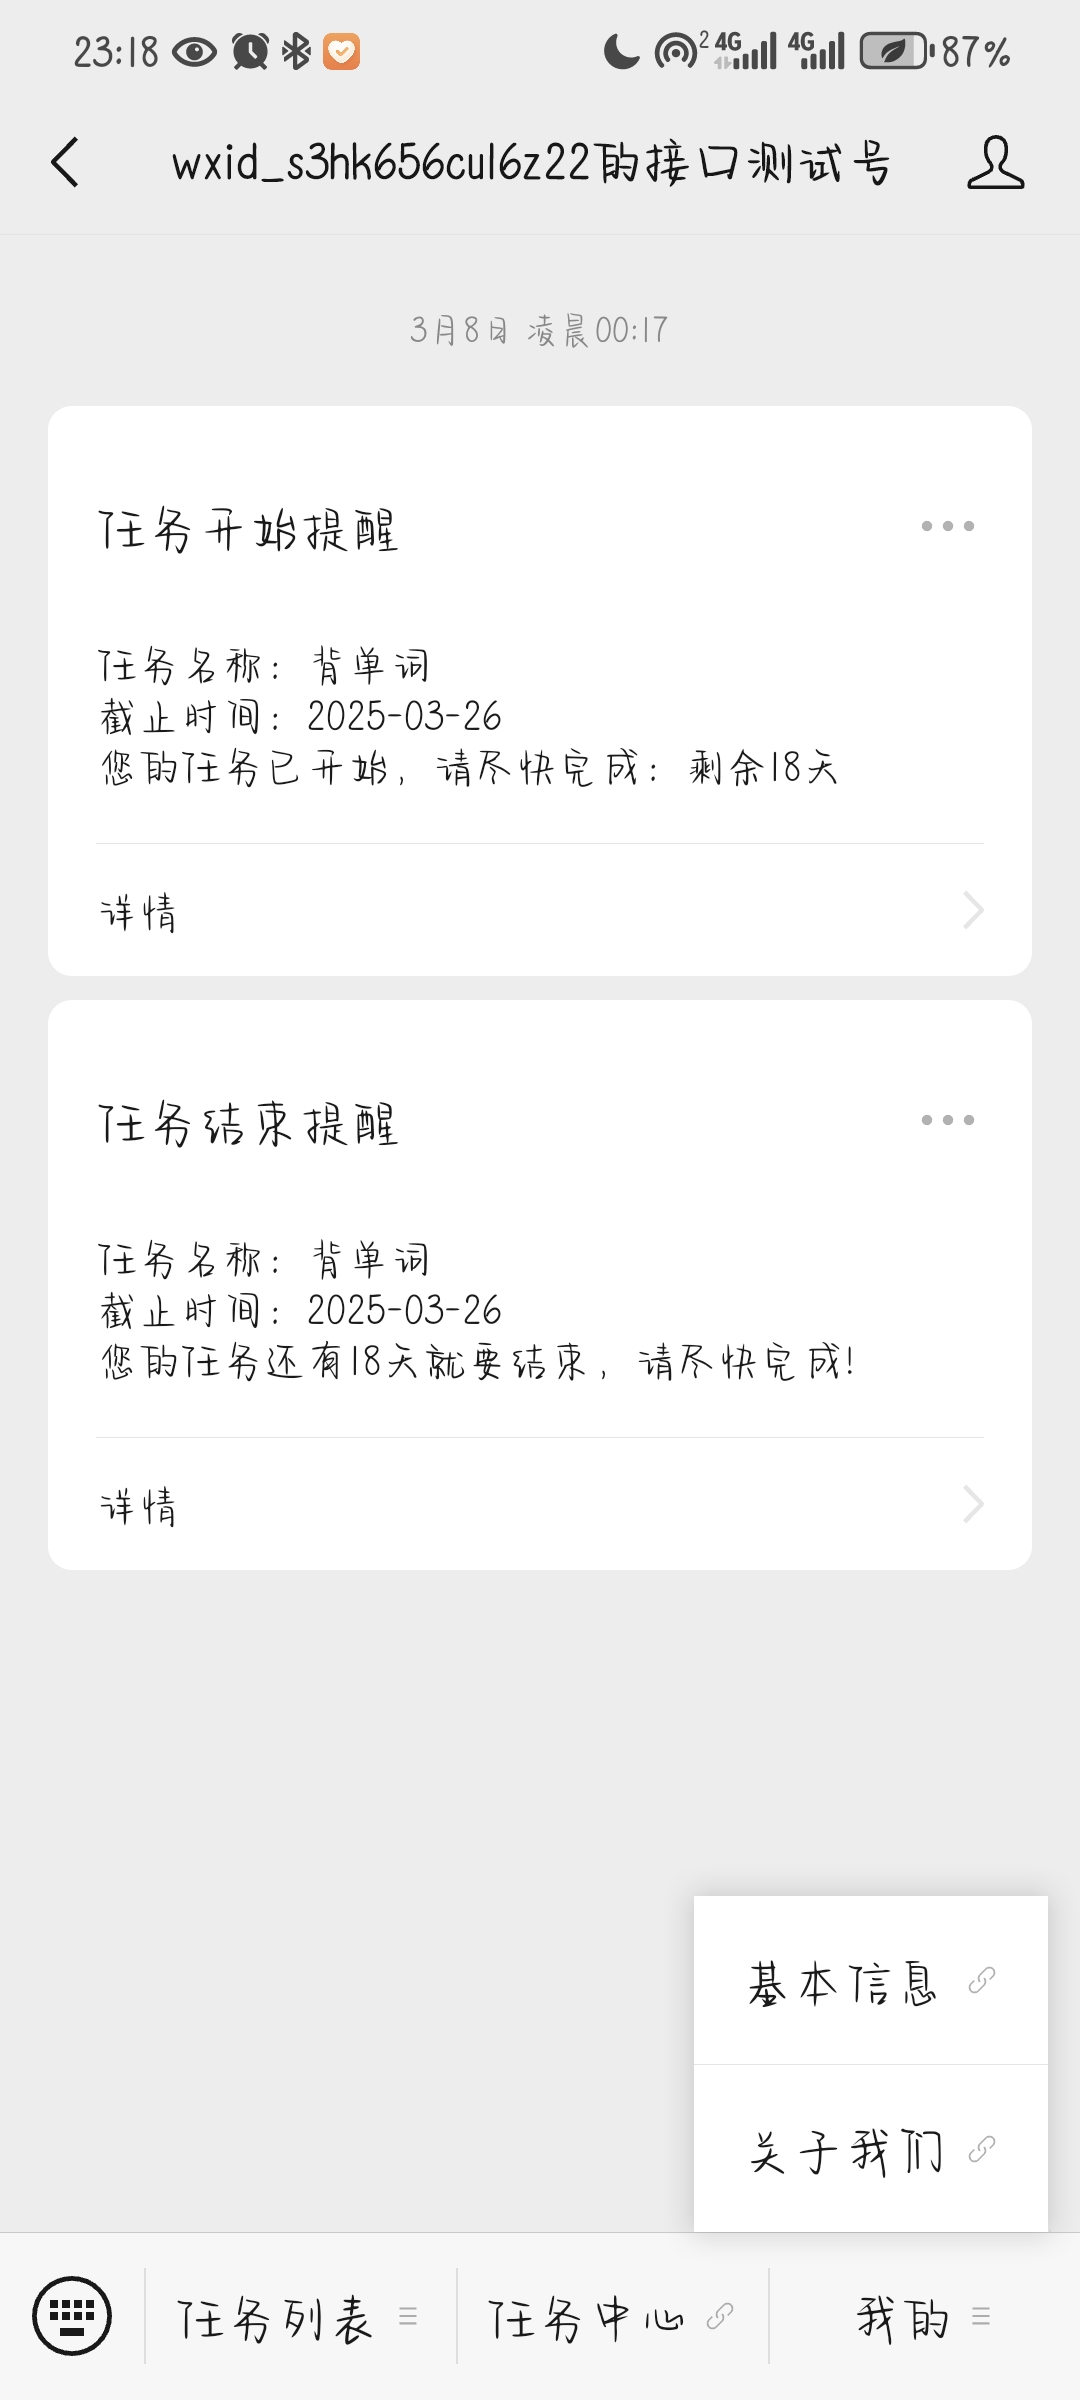 23:18
2 4G 4G 87%
wxid_s3hk656cul6z22的接口测试号
3月8日 凌晨00:17
任务开始提醒
任务名称：背单词
截止时间：2025-03-26
您的任务已开始，请尽快完成：剩余18天
详情
任务结束提醒
任务名称：背单词
截止时间：2025-03-26
您的任务还有18天就要结束，请尽快完成！
详情
基本信息
关于我们
任务列表
任务中心
我的